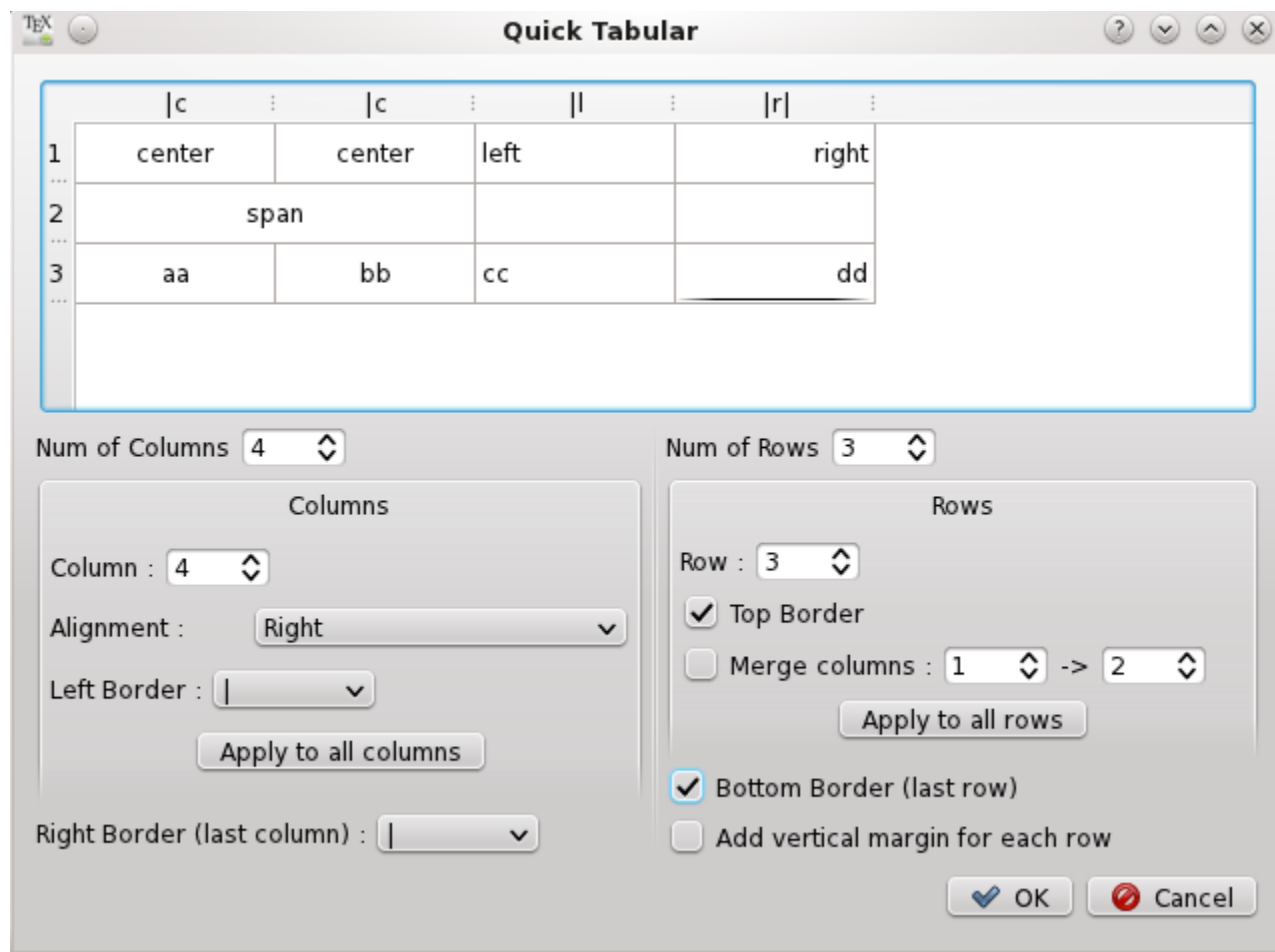 TEX
Quick Tabular
|c |c |l |r|
1 center center left right
2 span
3 aa bb cc dd
Num of Columns 4
Num of Rows 3
Columns
Column : 4
Alignment : Right
Left Border : |
Apply to all columns
Right Border (last column) : |
Rows
Row : 3
Top Border
Merge columns : 1 -> 2
Apply to all rows
Bottom Border (last row)
Add vertical margin for each row
OK Cancel